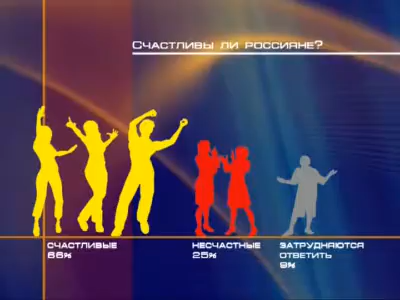 Счастливы ли россияне?
СЧАСТЛИВЫЕ
66%
НЕСЧАСТНЫЕ
25%
ЗАТРУДНЯЮТСЯ
ОТВЕТИТЬ
9%